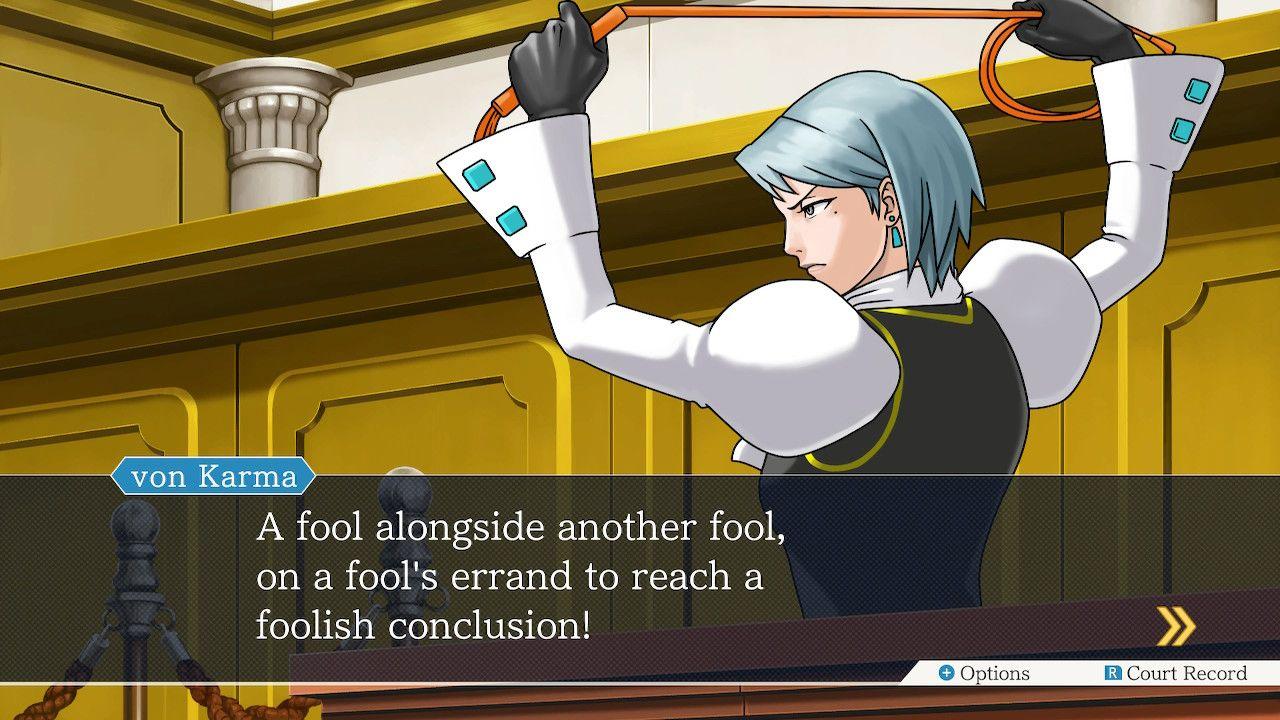 von Karma
A fool alongside another fool,
on a fool's errand to reach a
foolish conclusion!
Options
R Court Record